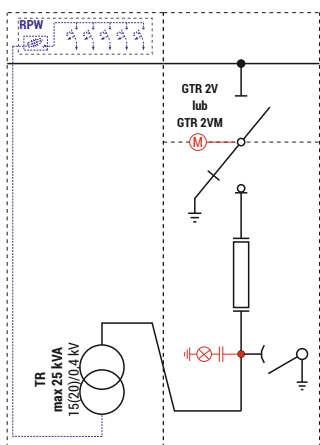 RPW
GTR 2V
lub
GTR 2VM
M
TR
max 25 kVA
15(20)/0,4 kV